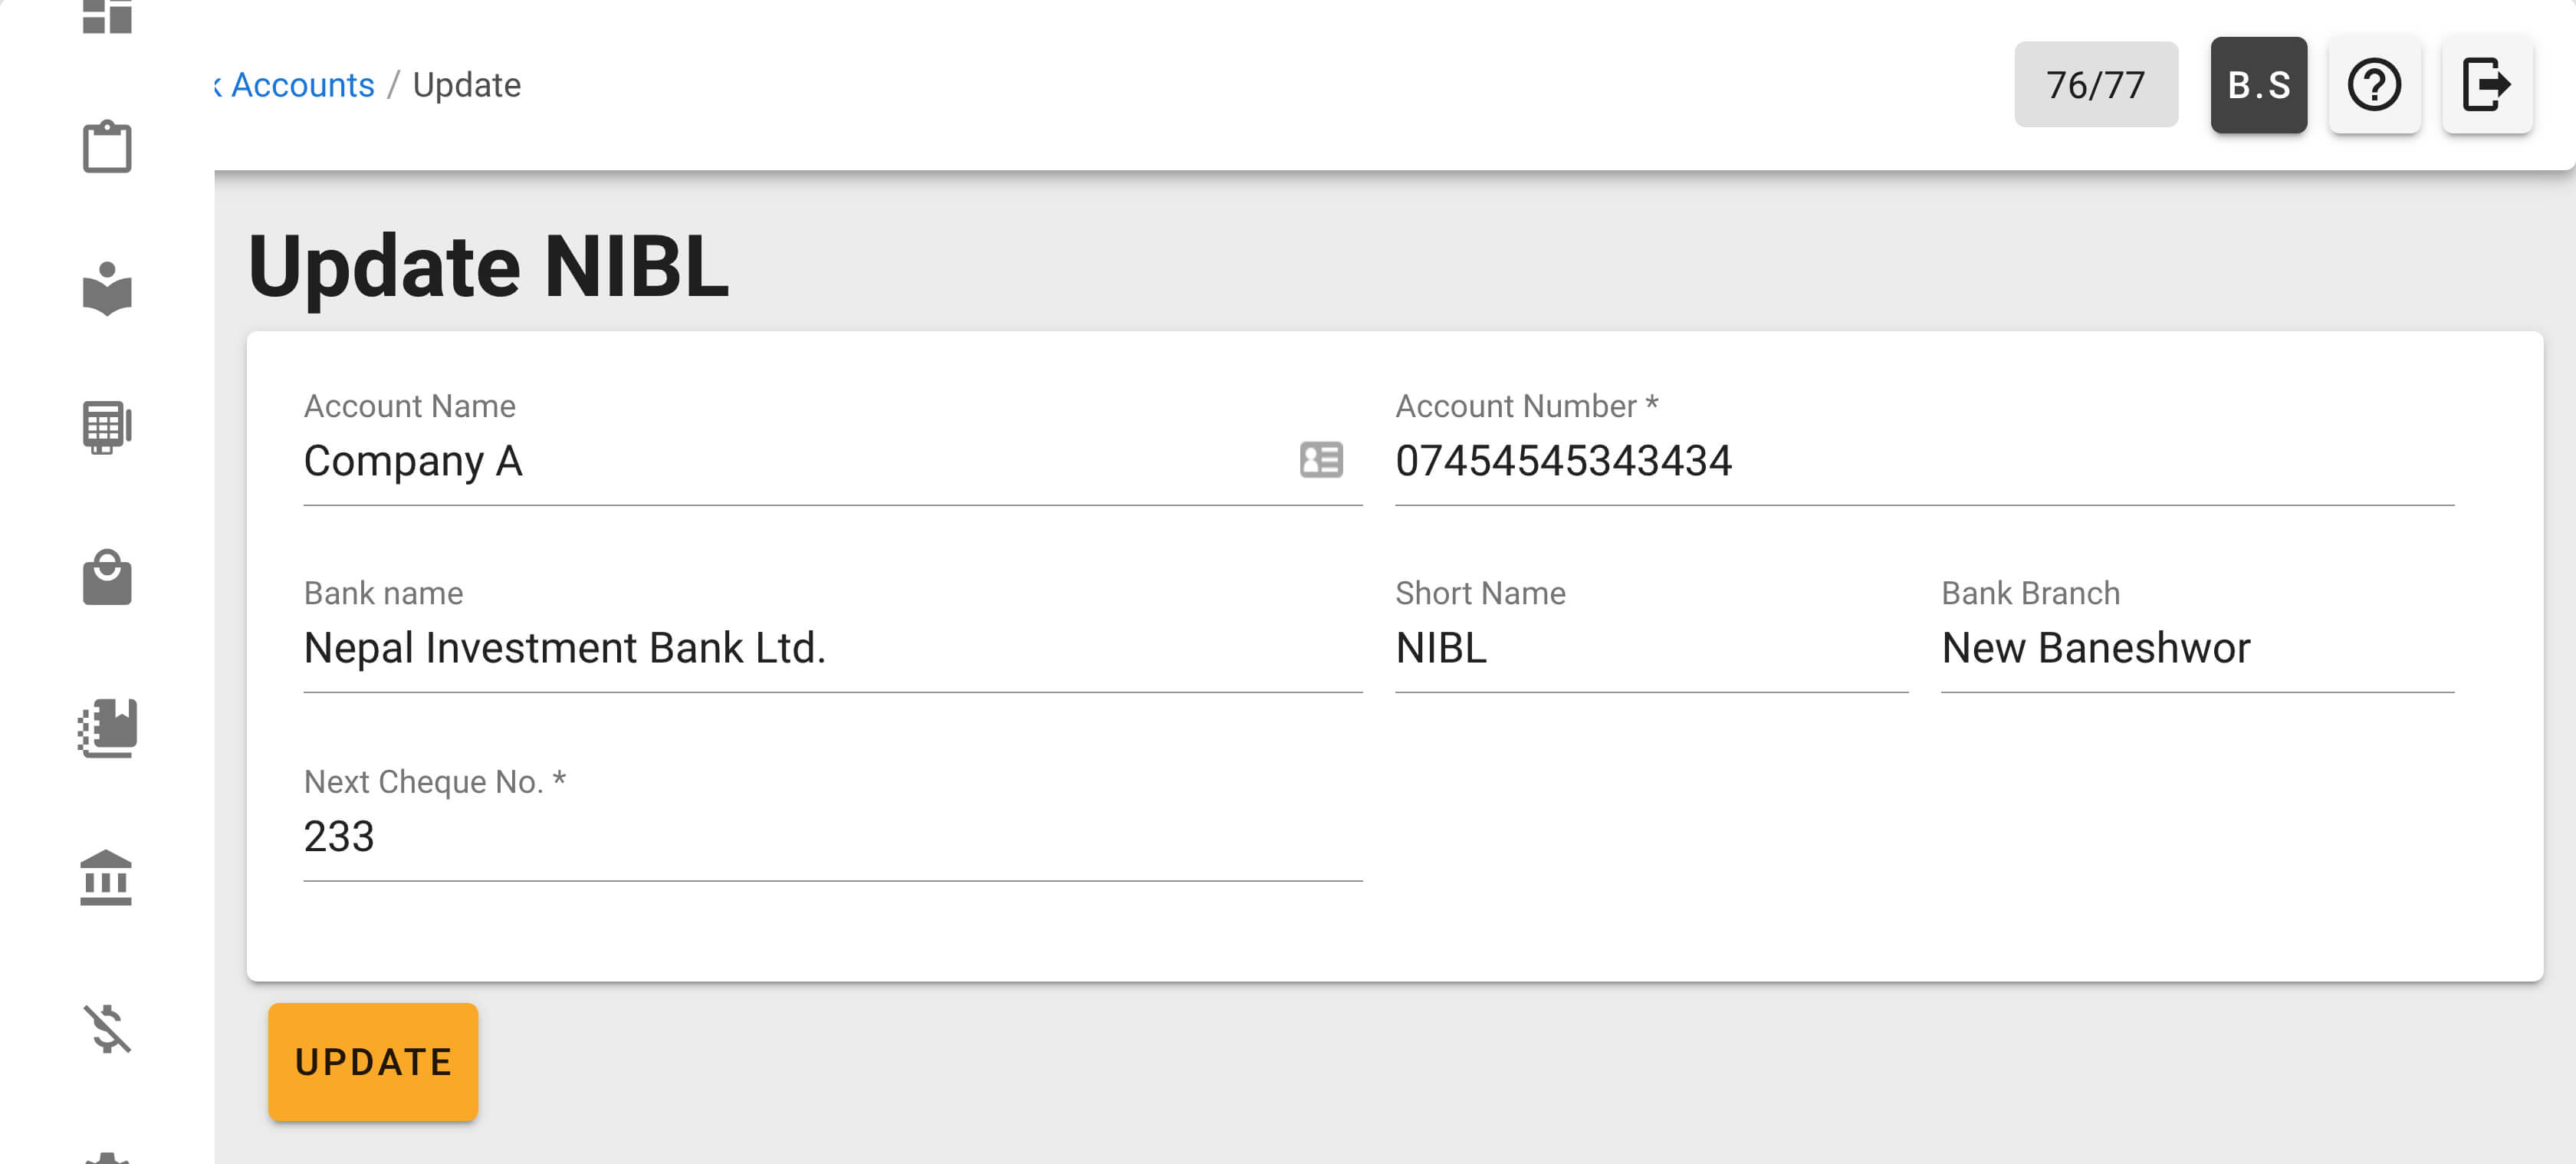 Accounts / Update
76/77
B.S
Update NIBL
Account Name
Company A
Account Number *
07454545343434
Bank name
Nepal Investment Bank Ltd.
Short Name
NIBL
Bank Branch
New Baneshwor
Next Cheque No. *
233
UPDATE